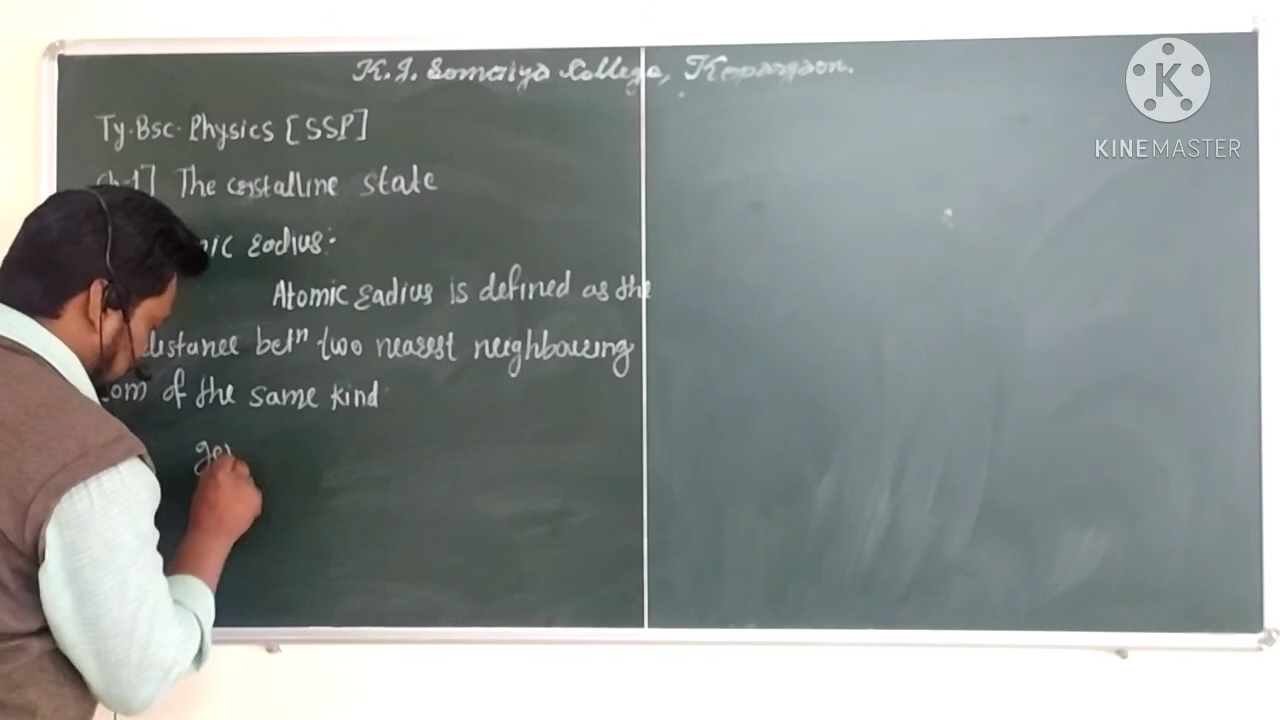 K.J. Somaiya College, Kopargaon.
Ty.Bsc.Physics [SSP]
The crystalline state
radius:-
Atomic radius is defined as the
distance betⁿ two nearest neighbouring
of the same kind
KINEMASTER